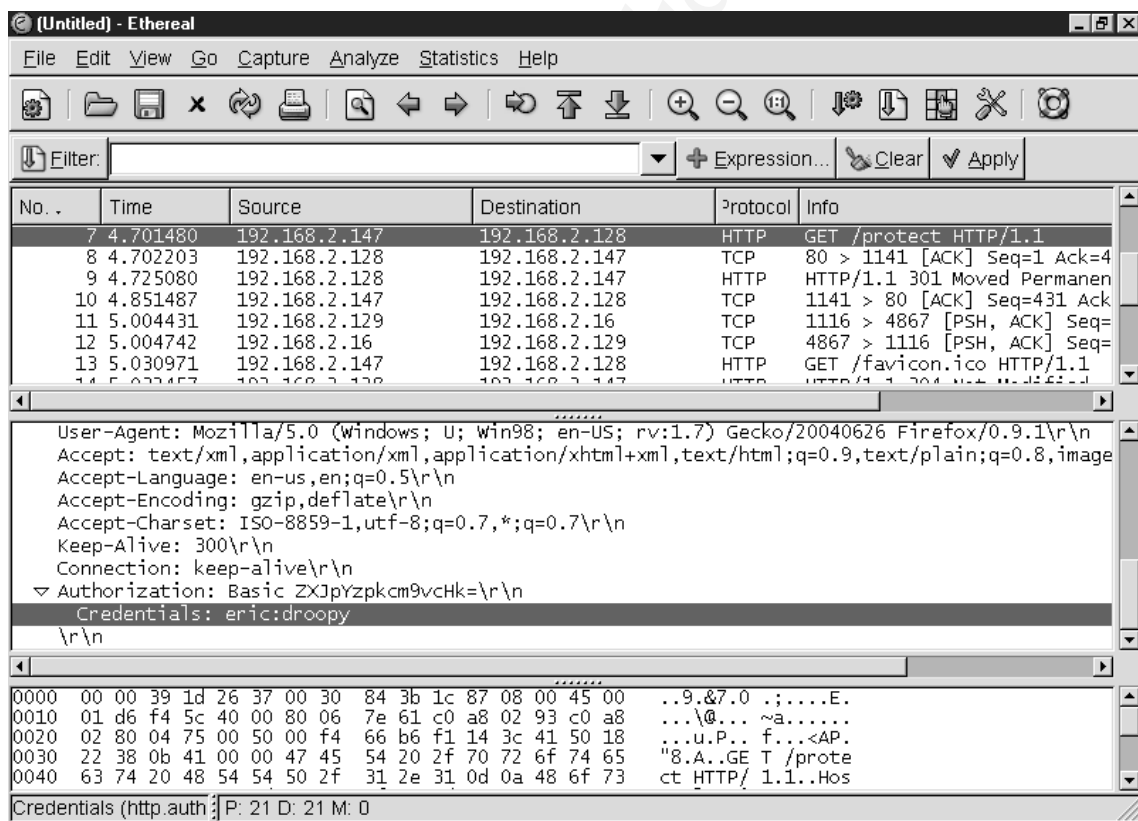 (Untitled) - Ethereal
File Edit View Go Capture Analyze Statistics Help
Filter: Expression... Clear Apply
No. . Time Source Destination Protocol Info
7 4.701480 192.168.2.147 192.168.2.128 HTTP GET /protect HTTP/1.1
8 4.702203 192.168.2.128 192.168.2.147 TCP 80 > 1141 [ACK] Seq=1 Ack=4
9 4.725080 192.168.2.128 192.168.2.147 HTTP HTTP/1.1 301 Moved Permanen
10 4.851487 192.168.2.147 192.168.2.128 TCP 1141 > 80 [ACK] Seq=431 Ack
11 5.004431 192.168.2.129 192.168.2.16 TCP 1116 > 4867 [PSH, ACK] Seq=
12 5.004742 192.168.2.16 192.168.2.129 TCP 4867 > 1116 [PSH, ACK] Seq=
13 5.030971 192.168.2.147 192.168.2.128 HTTP GET /favicon.ico HTTP/1.1
User-Agent: Mozilla/5.0 (Windows; U; Win98; en-US; rv:1.7) Gecko/20040626 Firefox/0.9.1\r\n
Accept: text/xml,application/xml,application/xhtml+xml,text/html;q=0.9,text/plain;q=0.8,image
Accept-Language: en-us,en;q=0.5\r\n
Accept-Encoding: gzip,deflate\r\n
Accept-Charset: ISO-8859-1,utf-8;q=0.7,*;q=0.7\r\n
Keep-Alive: 300\r\n
Connection: keep-alive\r\n
Authorization: Basic ZXJpYzpkcm9vcHk=\r\n
Credentials: eric:droopy
\r\n
0000 00 00 39 1d 26 37 00 30 84 3b 1c 87 08 00 45 00 ..9.&7.0 .;....E.
0010 01 d6 f4 5c 40 00 80 06 7e 61 c0 a8 02 93 c0 a8 ...\@... ~a......
0020 02 80 04 75 00 50 00 f4 66 b6 f1 14 3c 41 50 18 ...u.P.. f...<AP.
0030 22 38 0b 41 00 00 47 45 54 20 2f 70 72 6f 74 65 "8.A..GE T /prote
0040 63 74 20 48 54 54 50 2f 31 2e 31 0d 0a 48 6f 73 ct HTTP/ 1.1..Hos
Credentials (http.auth P: 21 D: 21 M: 0